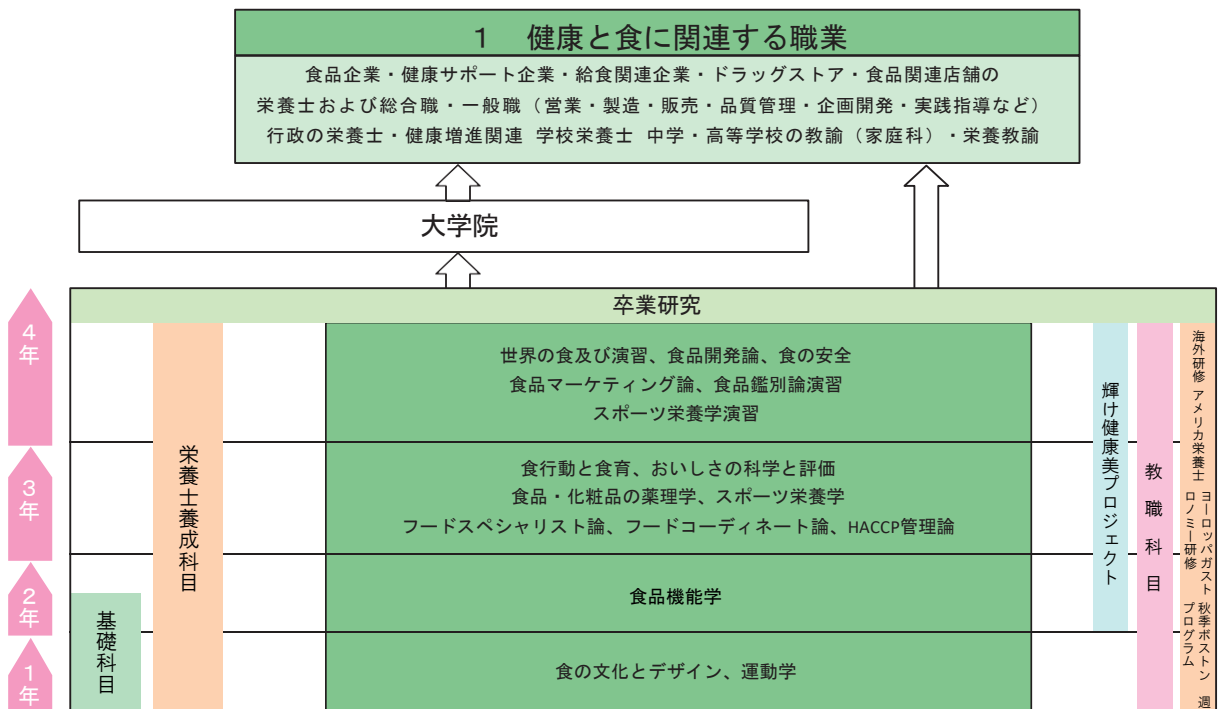 １　健康と食に関連する職業
食品企業・健康サポート企業・給食関連企業・ドラッグストア・食品関連店舗の
栄養士および総合職・一般職（営業・製造・販売・品質管理・企画開発・実践指導など）
行政の栄養士・健康増進関連 学校栄養士 中学・高等学校の教諭（家庭科）・栄養教諭
大学院
卒業研究
4年
世界の食及び演習、食品開発論、食の安全
食品マーケティング論、食品鑑別論演習
スポーツ栄養学演習
3年
食行動と食育、おいしさの科学と評価
食品・化粧品の薬理学、スポーツ栄養学
フードスペシャリスト論、フードコーディネート論、HACCP管理論
2年
食品機能学
1年
食の文化とデザイン、運動学
基礎科目
栄養士養成科目
輝け健康美プロジェクト
教職科目
海外研修 アメリカ栄養士
ヨーロッパガスト
ロノミー研修
秋季ボストン
プログラム
週